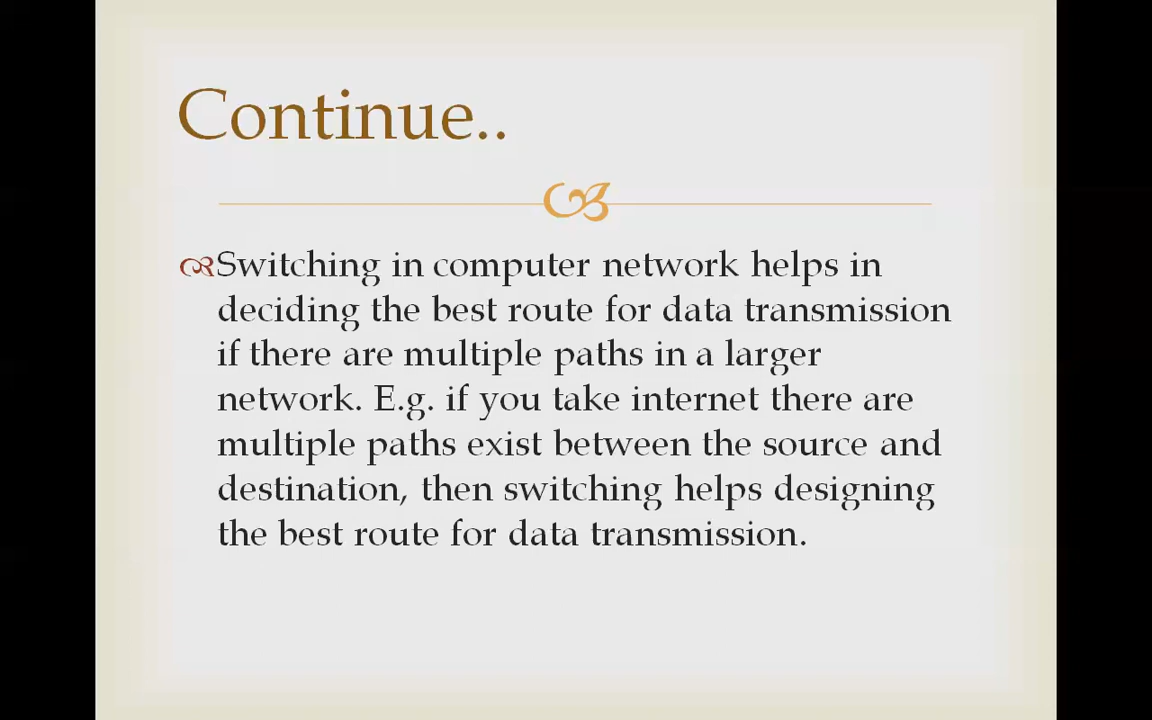 Continue..
Switching in computer network helps in
deciding the best route for data transmission
if there are multiple paths in a larger
network. E.g. if you take internet there are
multiple paths exist between the source and
destination, then switching helps designing
the best route for data transmission.